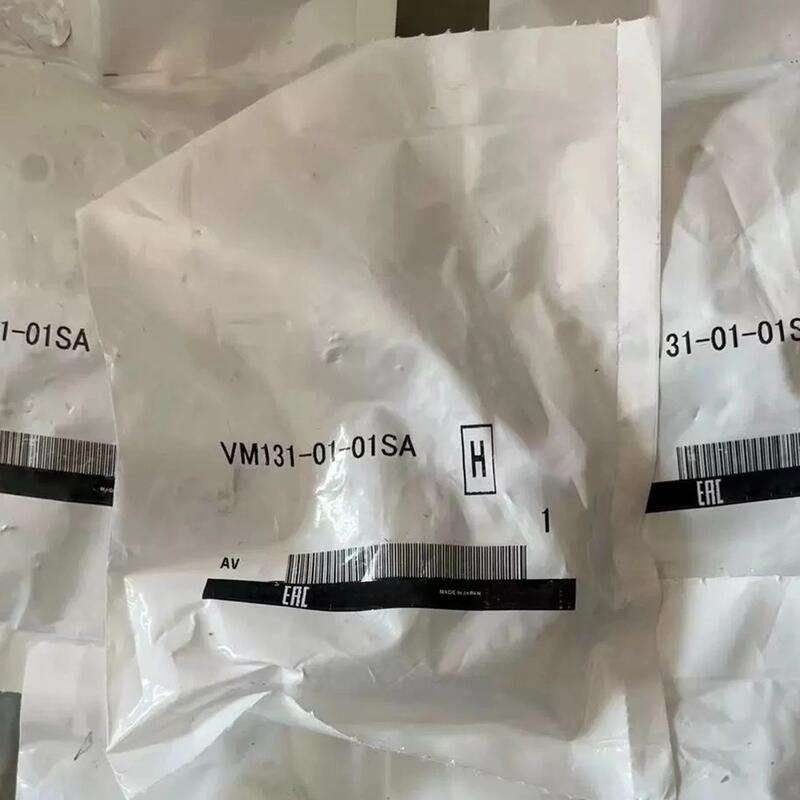 1-01SA
31-01-01S
VM131-01-01SA
H
1
AV
EAC
MADE IN JAPAN
EAC